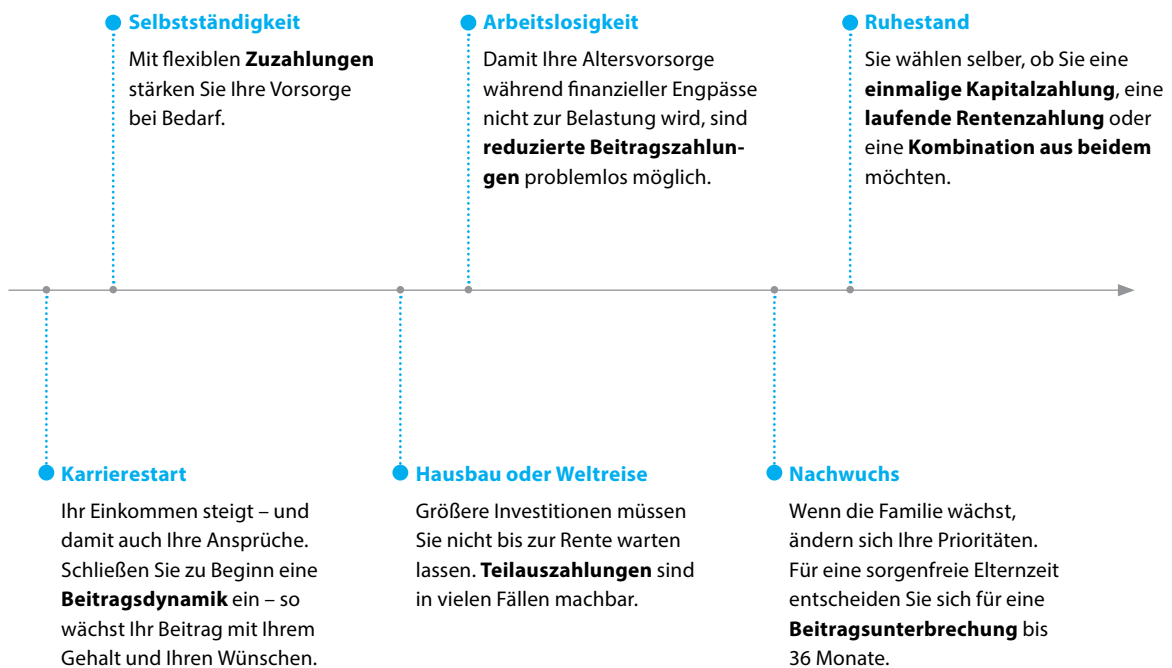 Selbstständigkeit
Mit flexiblen Zuzahlungen
stärken Sie Ihre Vorsorge
bei Bedarf.
Arbeitslosigkeit
Damit Ihre Altersvorsorge
während finanzieller Engpässe
nicht zur Belastung wird, sind
reduzierte Beitragszahlun-
gen problemlos möglich.
Ruhestand
Sie wählen selber, ob Sie eine
einmalige Kapitalzahlung, eine
laufende Rentenzahlung oder
eine Kombination aus beidem
möchten.
Karrierestart
Ihr Einkommen steigt – und
damit auch Ihre Ansprüche.
Schließen Sie zu Beginn eine
Beitragsdynamik ein – so
wächst Ihr Beitrag mit Ihrem
Gehalt und Ihren Wünschen.
Hausbau oder Weltreise
Größere Investitionen müssen
Sie nicht bis zur Rente warten
lassen. Teilauszahlungen sind
in vielen Fällen machbar.
Nachwuchs
Wenn die Familie wächst,
ändern sich Ihre Prioritäten.
Für eine sorgenfreie Elternzeit
entscheiden Sie sich für eine
Beitragsunterbrechung bis
36 Monate.